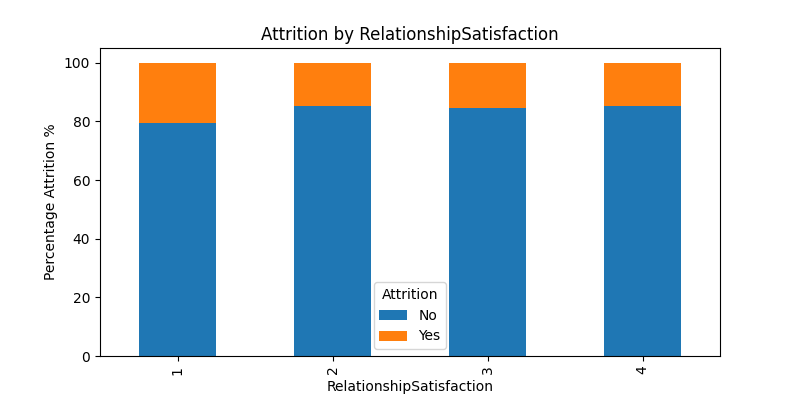 Attrition by RelationshipSatisfaction
Percentage Attrition %
100
80
60
40
20
0
Attrition
No
Yes
1
2
3
4
RelationshipSatisfaction